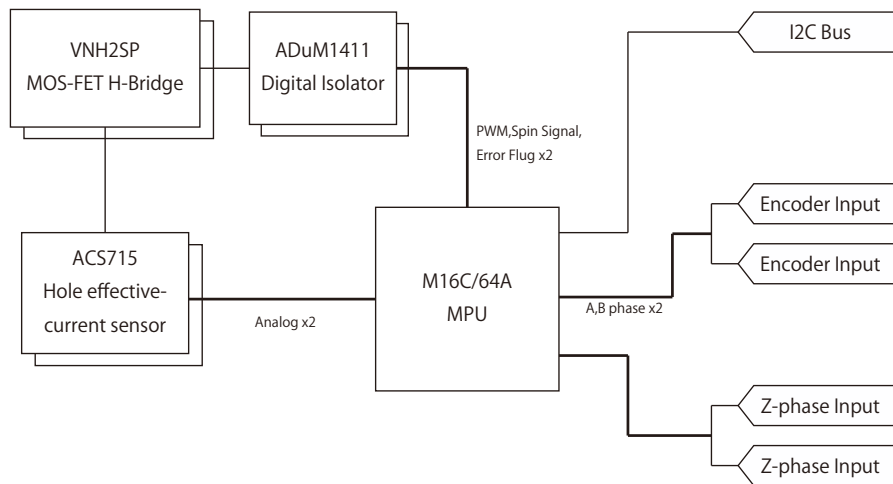 VNH2SP
MOS-FET H-Bridge
ADuM1411
Digital Isolator
I2C Bus
PWM,Spin Signal,
Error Flug x2
Encoder Input
Encoder Input
ACS715
Hole effective-
current sensor
Analog x2
M16C/64A
MPU
A,B phase x2
Z-phase Input
Z-phase Input